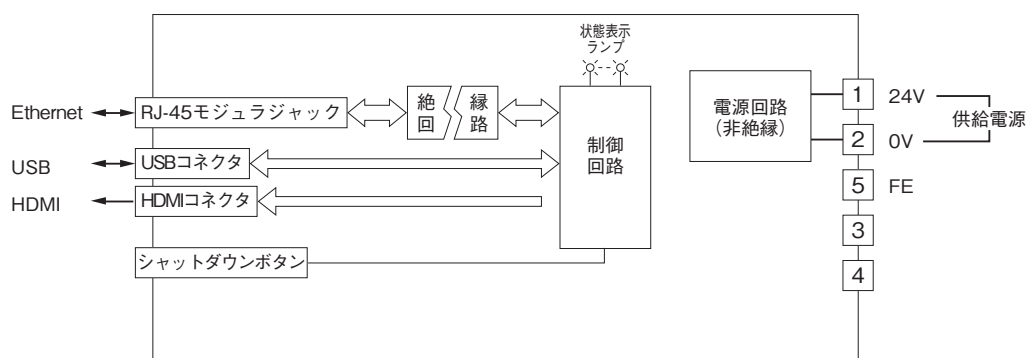 状態表示
ランプ
Ethernet
RJ-45モジュラジャック
絶
回
縁
路
制御
回路
電源回路
(非絶縁)
1
24V
供給電源
2
0V
USB
USBコネクタ
5
FE
HDMI
HDMIコネクタ
3
シャットダウンボタン
4